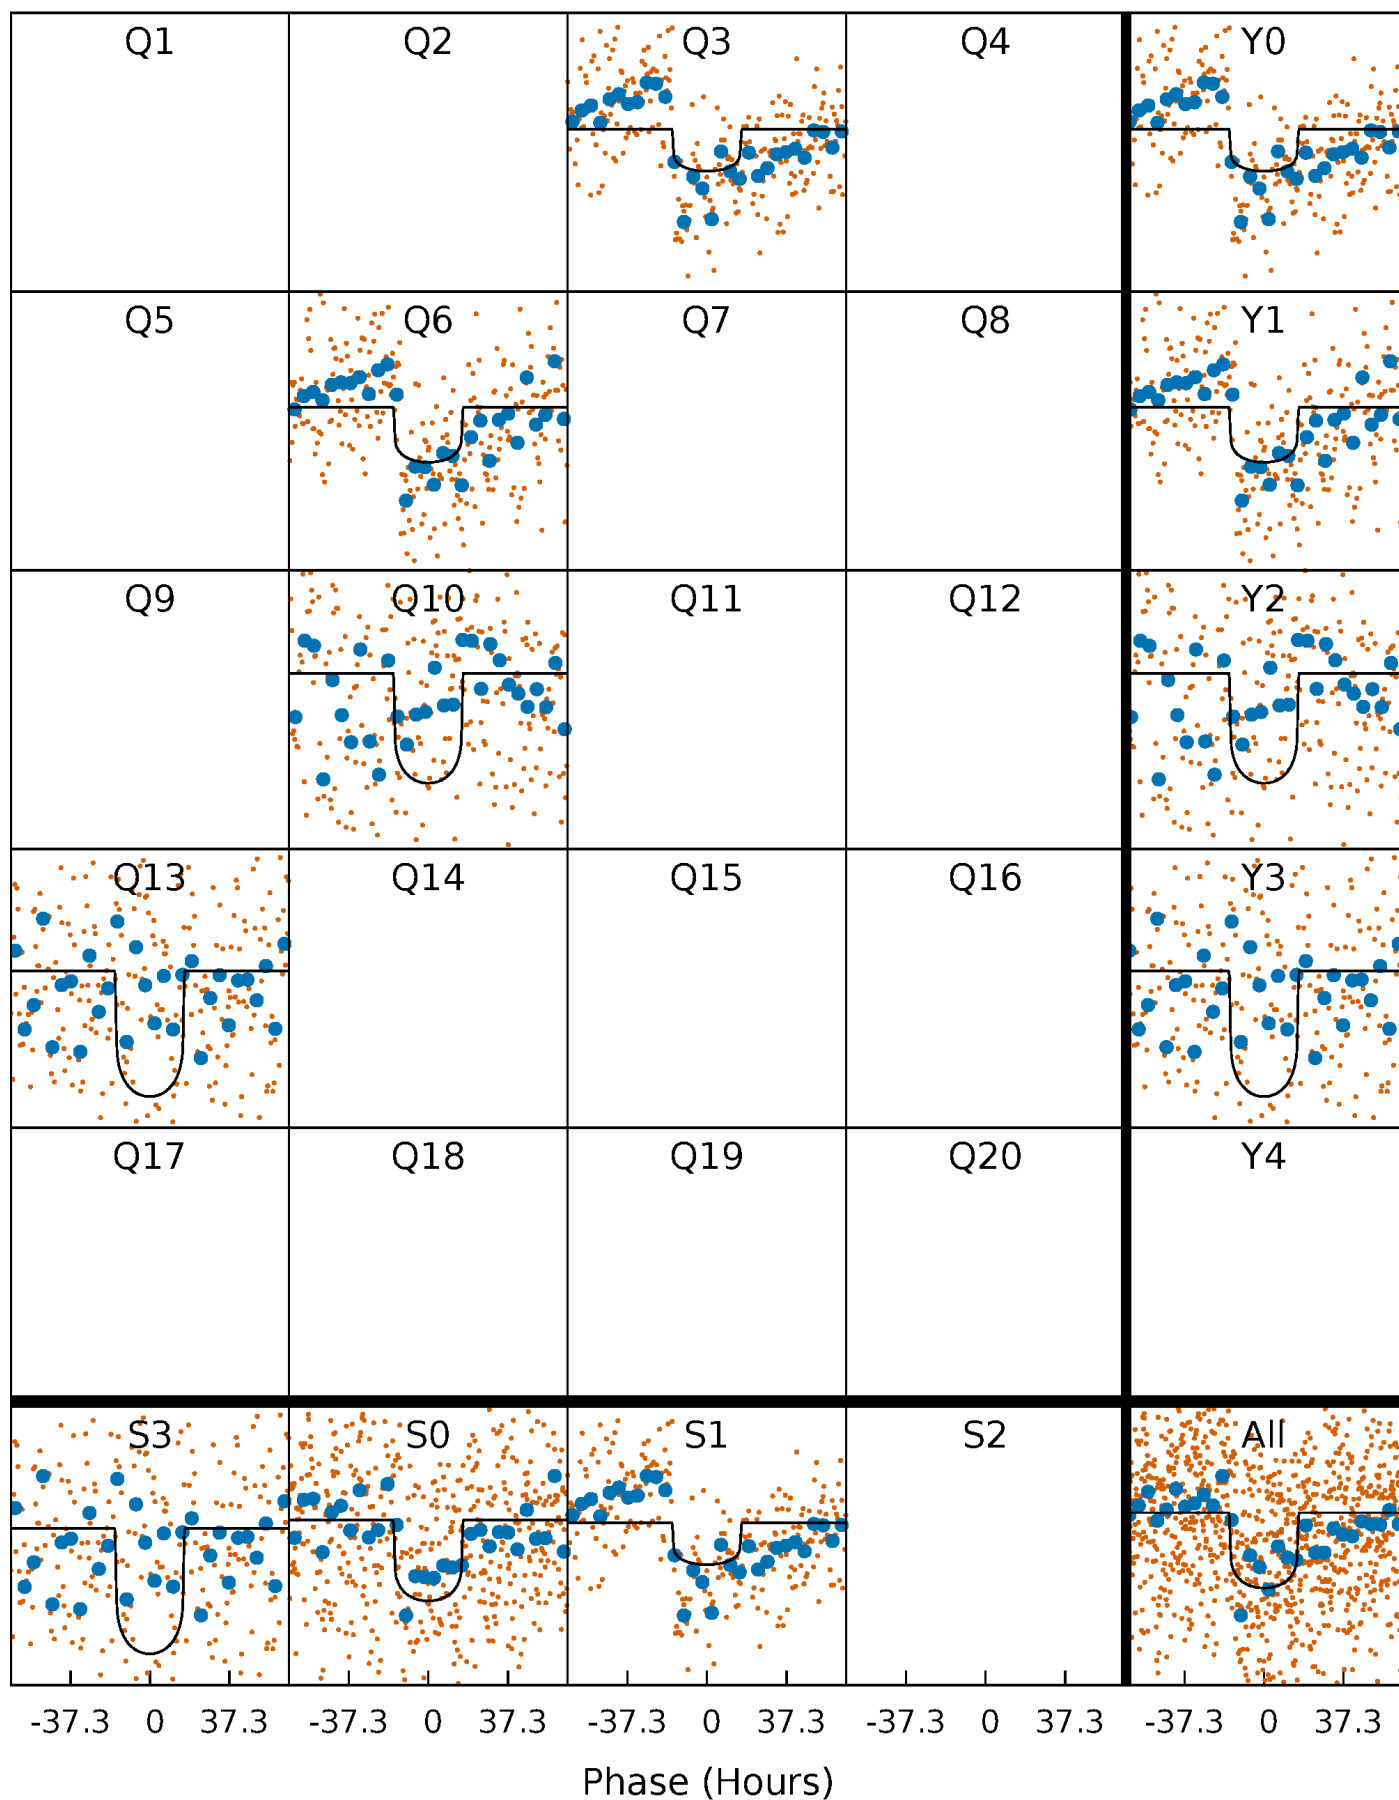 Q1 Q2 Q3 Q4 Y0
Q5 Q6 Q7 Q8 Y1
Q9 Q10 Q11 Q12 Y2
Q13 Q14 Q15 Q16 Y3
Q17 Q18 Q19 Q20 Y4
S3 S0 S1 S2 All
-37.3 0 37.3 -37.3 0 37.3 -37.3 0 37.3 -37.3 0 37.3 -37.3 0 37.3
Phase (Hours)